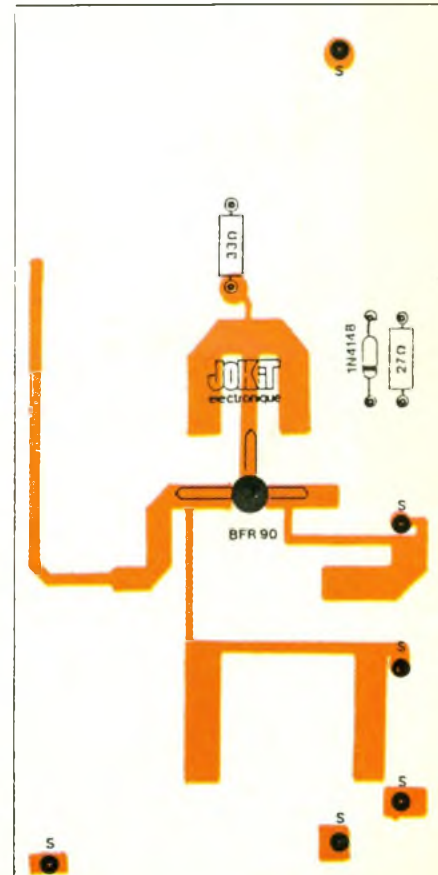 S
33Ω
1N4148
27Ω
JOKIT
electronique
S
BFR 90
S
S
S
S